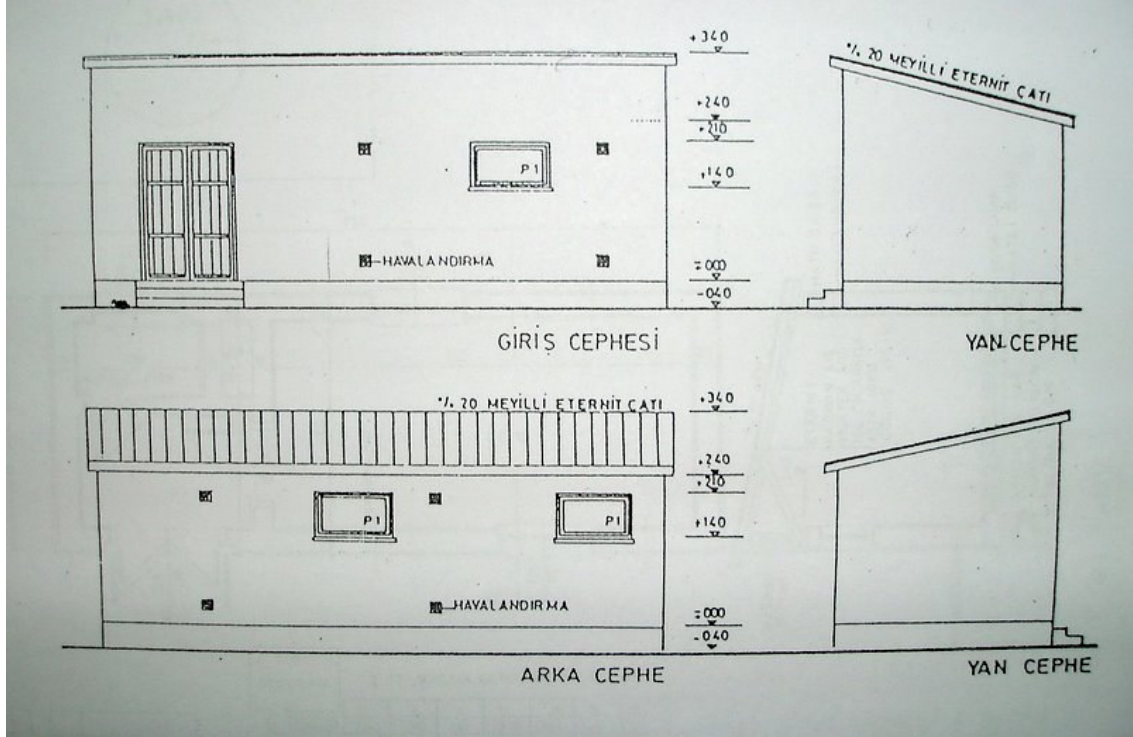 +340
% 20 MEYİLLİ ETERNİT ÇATI
+240
+210
P1
+140
HAVALANDIRMA
∓000
-040
GİRİŞ CEPHESİ
YAN CEPHE
% 20 MEYİLLİ ETERNİT ÇATI
+340
+240
+210
P1
P1
+140
HAVALANDIRMA
∓000
-040
ARKA CEPHE
YAN CEPHE